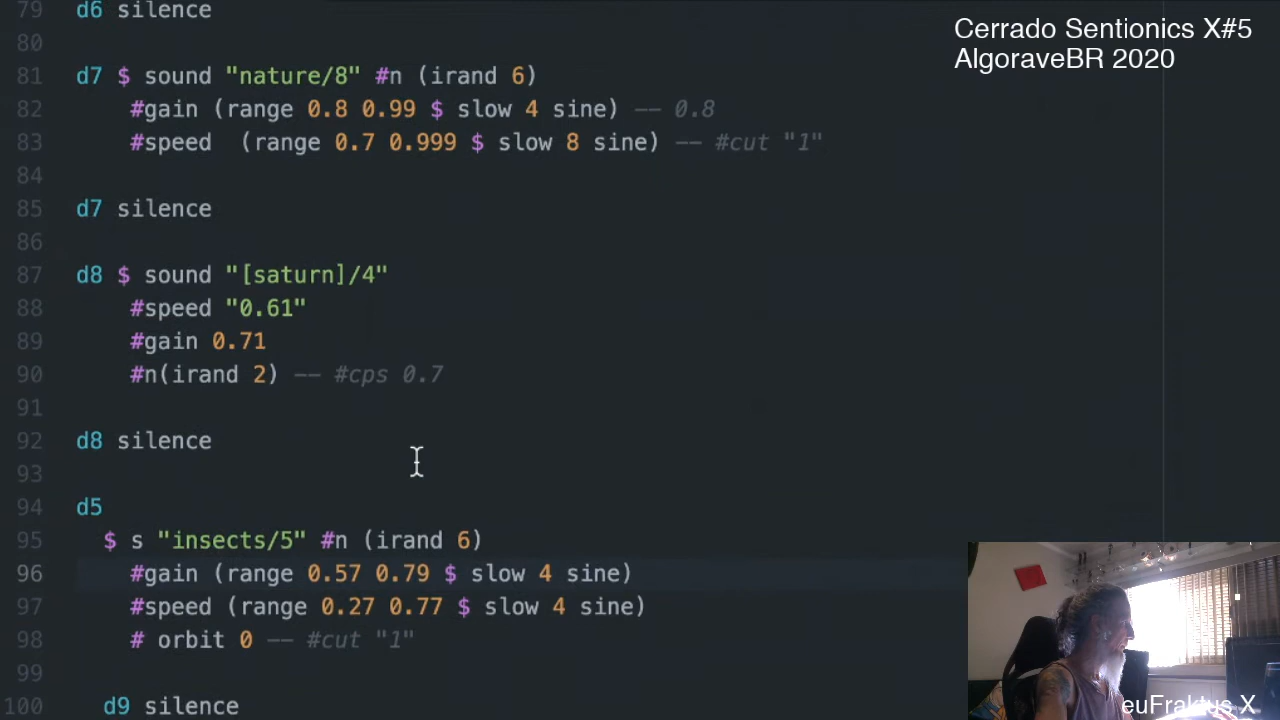 79 d6 silence
80
81 d7 $ sound "nature/8" #n (irand 6)
82 #gain (range 0.8 0.99 $ slow 4 sine) -- 0.8
83 #speed  (range 0.7 0.999 $ slow 8 sine) -- #cut "1"
84
85 d7 silence
86
87 d8 $ sound "[saturn]/4"
88 #speed "0.61"
89 #gain 0.71
90 #n(irand 2) -- #cps 0.7
91
92 d8 silence
93
94 d5
95 $ s "insects/5" #n (irand 6)
96 #gain (range 0.57 0.79 $ slow 4 sine)
97 #speed (range 0.27 0.77 $ slow 4 sine)
98 # orbit 0 -- #cut "1"
99
100 d9 silence
Cerrado Sentionics X#5
AlgoraveBR 2020
euFraktus X